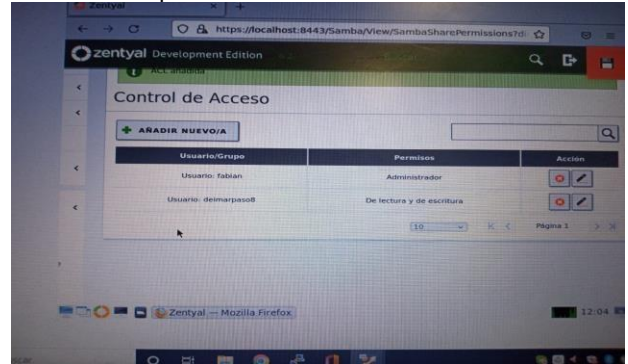 Zentyal
https://localhost:8443/Samba/View/SambaSharePermissions?di
zentyal Development Edition
ACL añadida
Control de Acceso
+ AÑADIR NUEVO/A
Usuario/Grupo Permisos Acción
Usuario: fabian Administrador
Usuario: deimarpaso8 De lectura y de escritura
10 Página 1
Zentyal — Mozilla Firefox 12:04